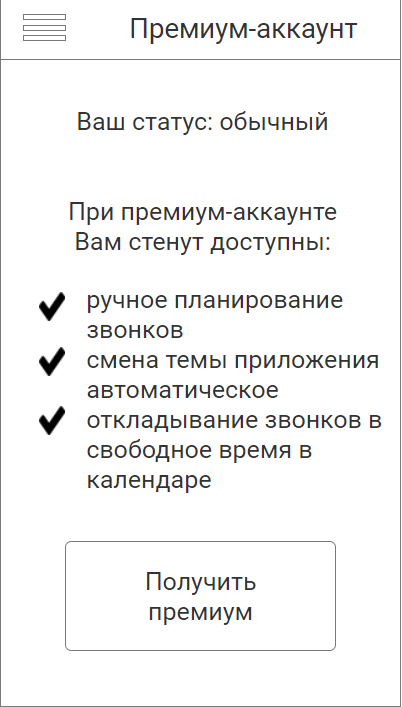 Премиум-аккаунт
Ваш статус: обычный
При премиум-аккаунте
Вам стенут доступны:
ручное планирование
звонков
смена темы приложения
автоматическое
откладывание звонков в
свободное время в
календаре
Получить
премиум